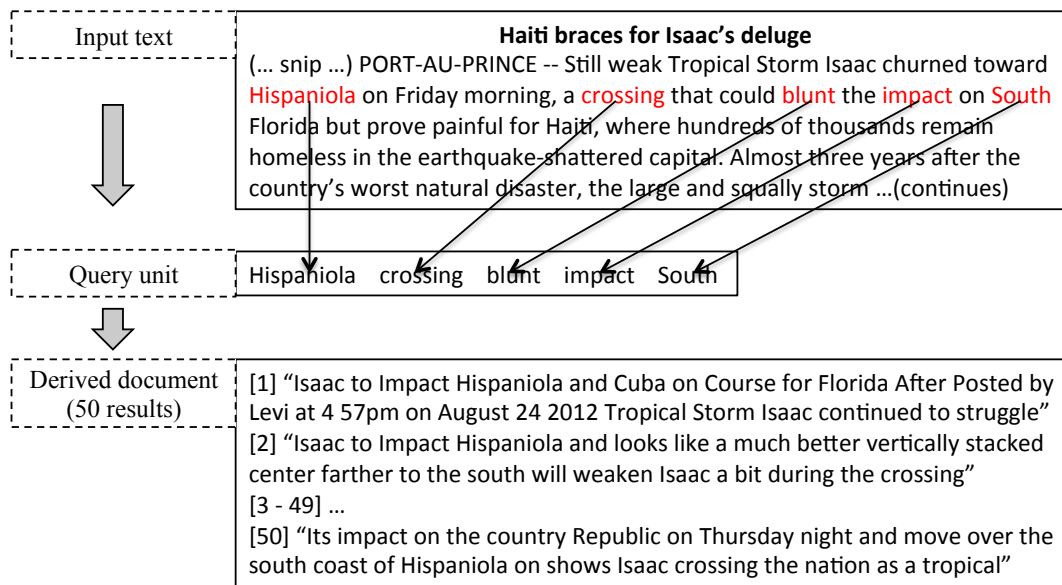 Input text
Haiti braces for Isaac's deluge
(... snip ...) PORT-AU-PRINCE -- Still weak Tropical Storm Isaac churned toward
Hispaniola on Friday morning, a crossing that could blunt the impact on South
Florida but prove painful for Haiti, where hundreds of thousands remain
homeless in the earthquake-shattered capital. Almost three years after the
country's worst natural disaster, the large and squally storm ...(continues)
Query unit
Hispaniola crossing blunt impact South
Derived document
(50 results)
[1] “Isaac to Impact Hispaniola and Cuba on Course for Florida After Posted by
Levi at 4 57pm on August 24 2012 Tropical Storm Isaac continued to struggle”
[2] “Isaac to Impact Hispaniola and looks like a much better vertically stacked
center farther to the south will weaken Isaac a bit during the crossing”
[3 - 49] ...
[50] “Its impact on the country Republic on Thursday night and move over the
south coast of Hispaniola on shows Isaac crossing the nation as a tropical”